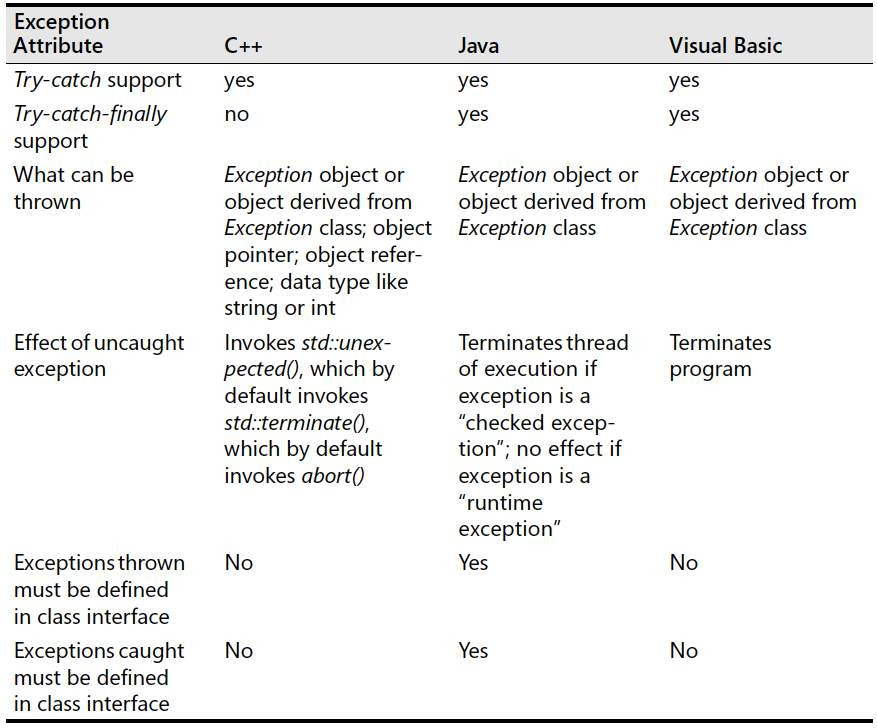 Exception
Attribute C++ Java Visual Basic
Try-catch support yes yes yes
Try-catch-finally no yes yes
support
What can be Exception object or Exception object or Exception object or
thrown object derived from object derived from object derived from
Exception class; object Exception class Exception class
pointer; object refer-
ence; data type like
string or int
Effect of uncaught Invokes std::unex- Terminates thread Terminates
exception pected(), which by of execution if program
default invokes exception is a
std::terminate(), “checked excep-
which by default tion”; no effect if
invokes abort() exception is a
“runtime
exception”
Exceptions thrown No Yes No
must be defined
in class interface
Exceptions caught No Yes No
must be defined
in class interface